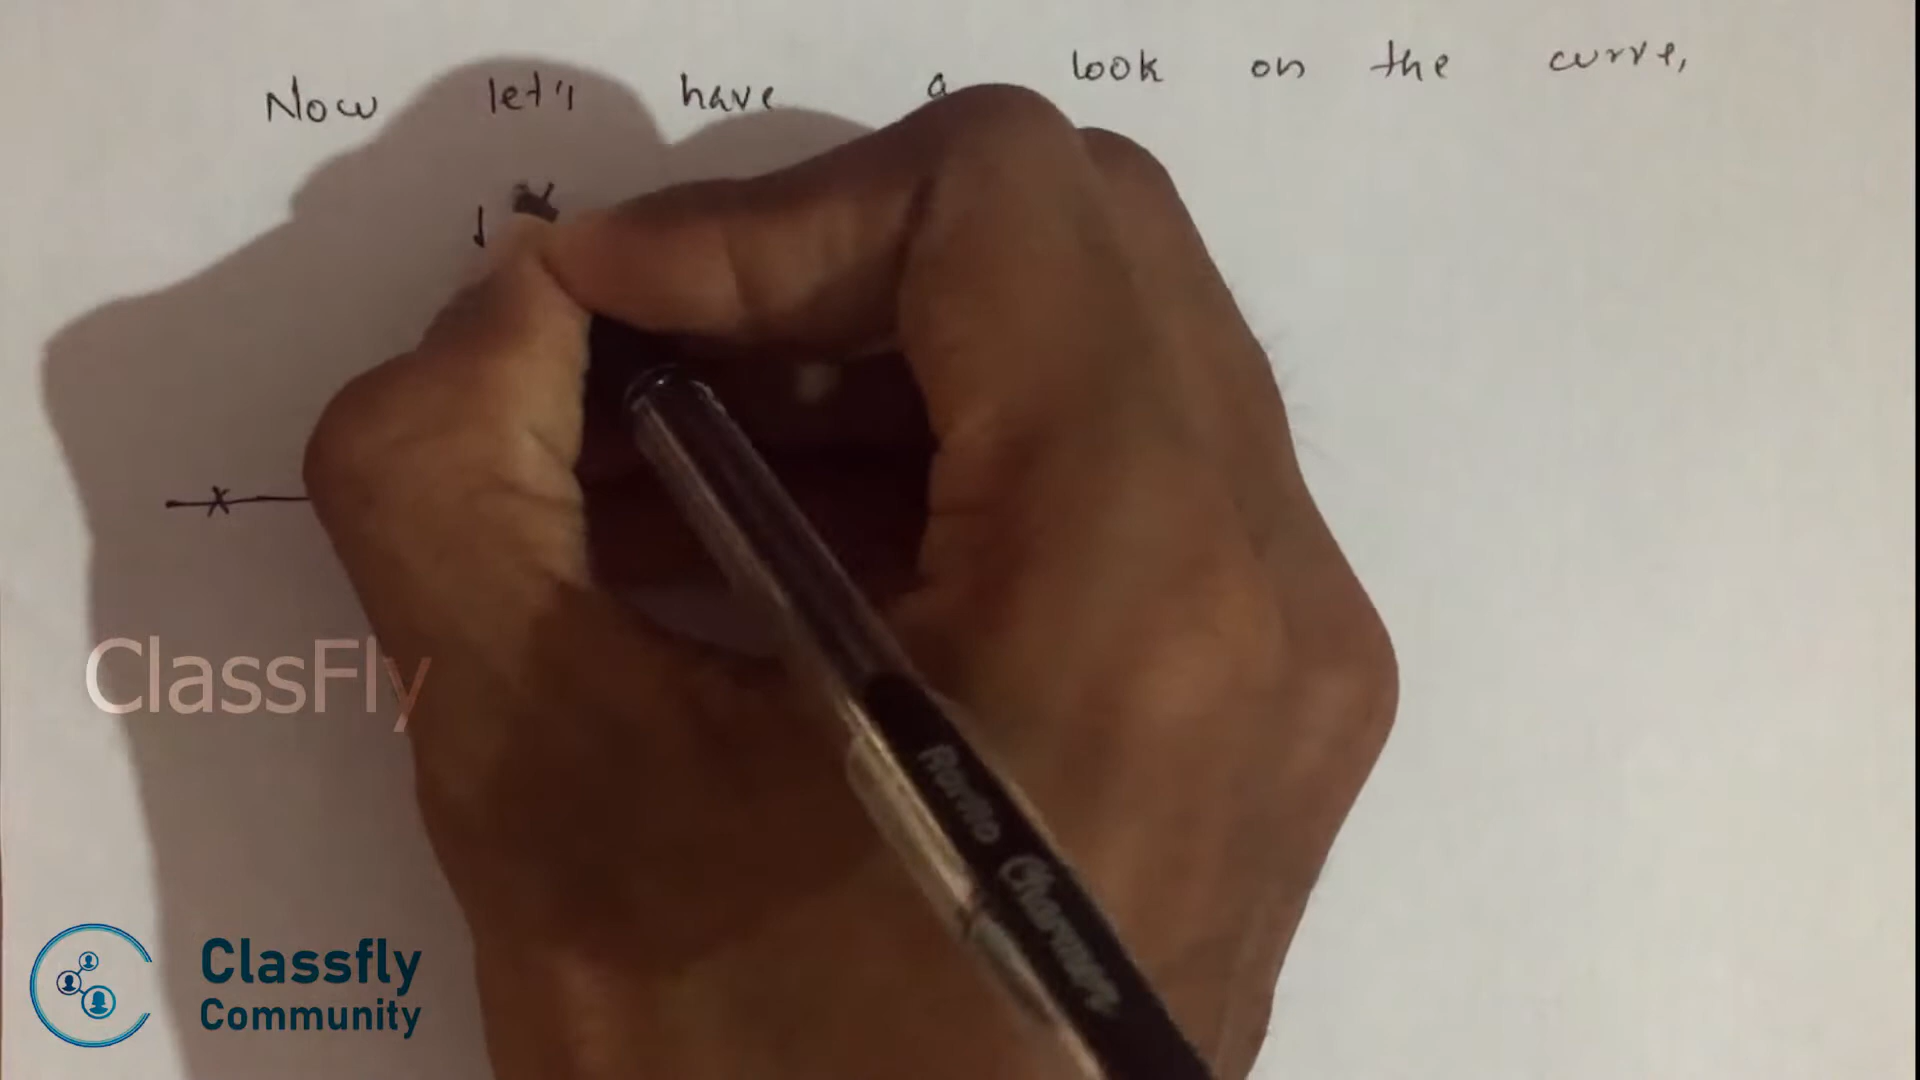 Now let's have a look on the curve,
ClassFly
Classfly
Community